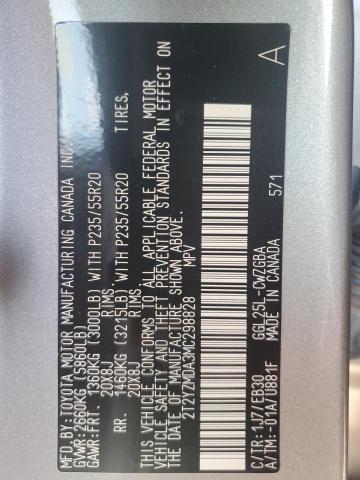 MFD.BY:TOYOTA MOTOR MANUFACTURING CANADA INC.
GVWR:2660KG (5860LB)
GAWR:FRT. 1360KG (3000LB) WITH P235/55R20 TIRES,
20X8J RIMS
RR. 1460KG (3215LB) WITH P235/55R20 TIRES,
20X8J RIMS
THIS VEHICLE CONFORMS TO ALL APPLICABLE FEDERAL MOTOR
VEHICLE SAFETY AND THEFT PREVENTION STANDARDS IN EFFECT ON
THE DATE OF MANUFACTURE SHOWN ABOVE.
2T2YZMDA3MC298828 MPV
A
C/TR:1J7/EB30 GGL25L-CWZGBA
A/TM:-01A/U881F MADE IN CANADA 571